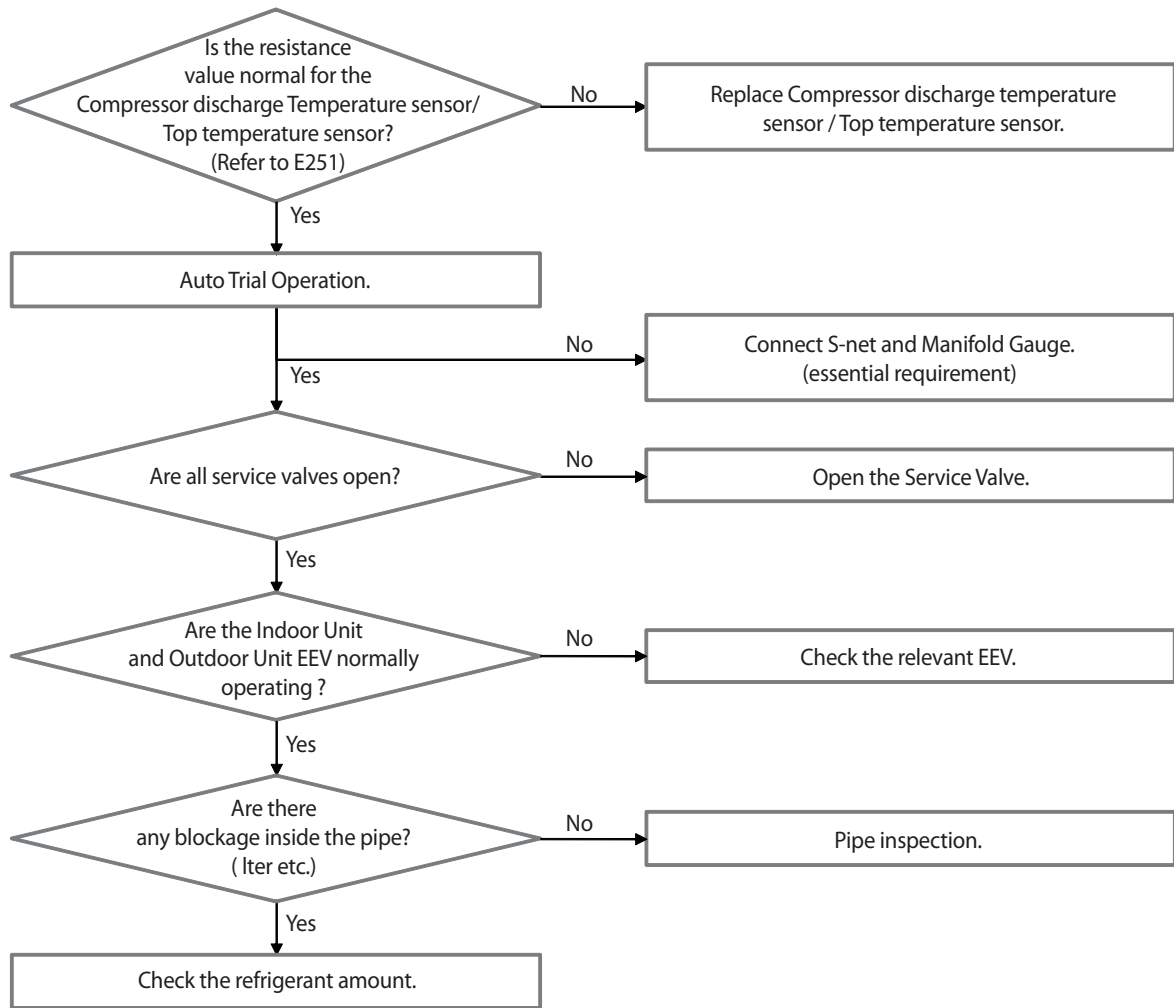 Is the resistance
value normal for the
Compressor discharge Temperature sensor/
Top temperature sensor?
(Refer to E251)
No
Replace Compressor discharge temperature
sensor / Top temperature sensor.
Yes
Auto Trial Operation.
No
Connect S-net and Manifold Gauge.
(essential requirement)
Yes
Are all service valves open?
No
Open the Service Valve.
Yes
Are the Indoor Unit
and Outdoor Unit EEV normally
operating ?
No
Check the relevant EEV.
Yes
Are there
any blockage inside the pipe?
( lter etc.)
No
Pipe inspection.
Yes
Check the refrigerant amount.